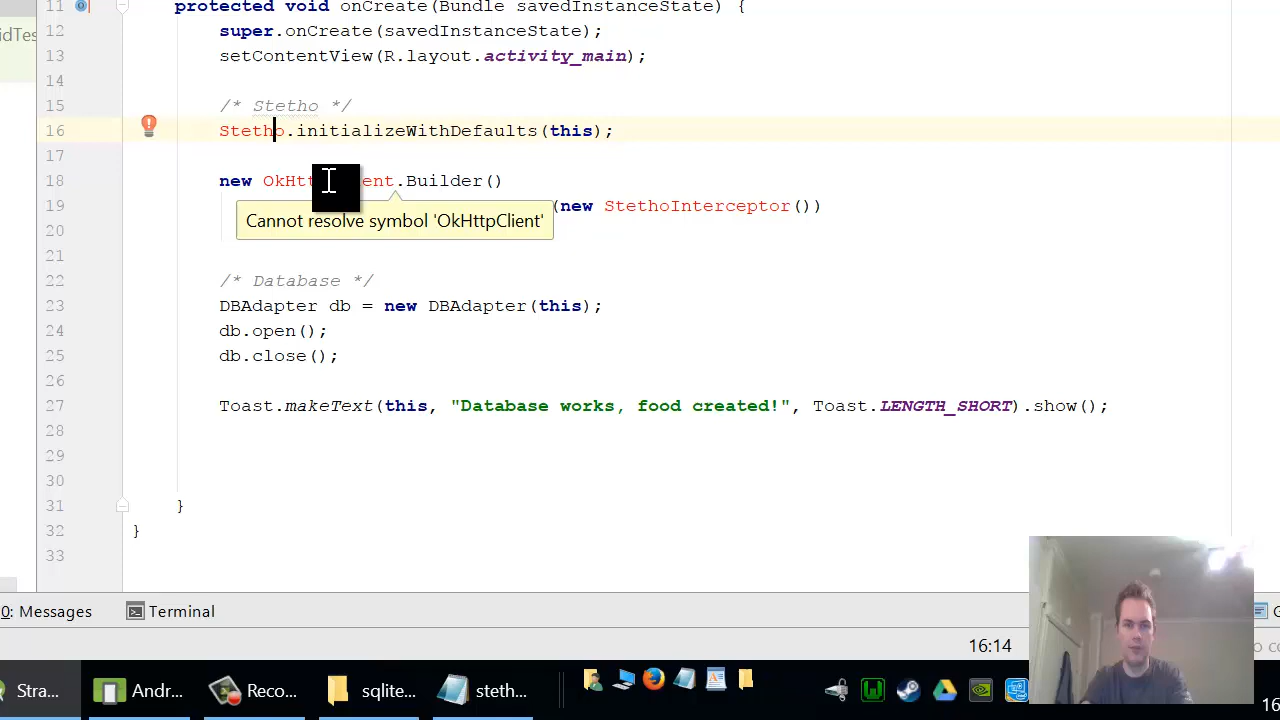 idTes
11 protected void onCreate(Bundle savedInstanceState) {
12 super.onCreate(savedInstanceState);
13 setContentView(R.layout.activity_main);
14
15 /* Stetho */
16 Stetho.initializeWithDefaults(this);
17
18 new OkHtt ent.Builder()
19 (new StethoInterceptor())
Cannot resolve symbol 'OkHttpClient'
20
21
22 /* Database */
23 DBAdapter db = new DBAdapter(this);
24 db.open();
25 db.close();
26
27 Toast.makeText(this, "Database works, food created!", Toast.LENGTH_SHORT).show();
28
29
30
31 }
32 }
33
0: Messages Terminal
16:14
Stra... Andr... Reco... sqlite... steth...
16